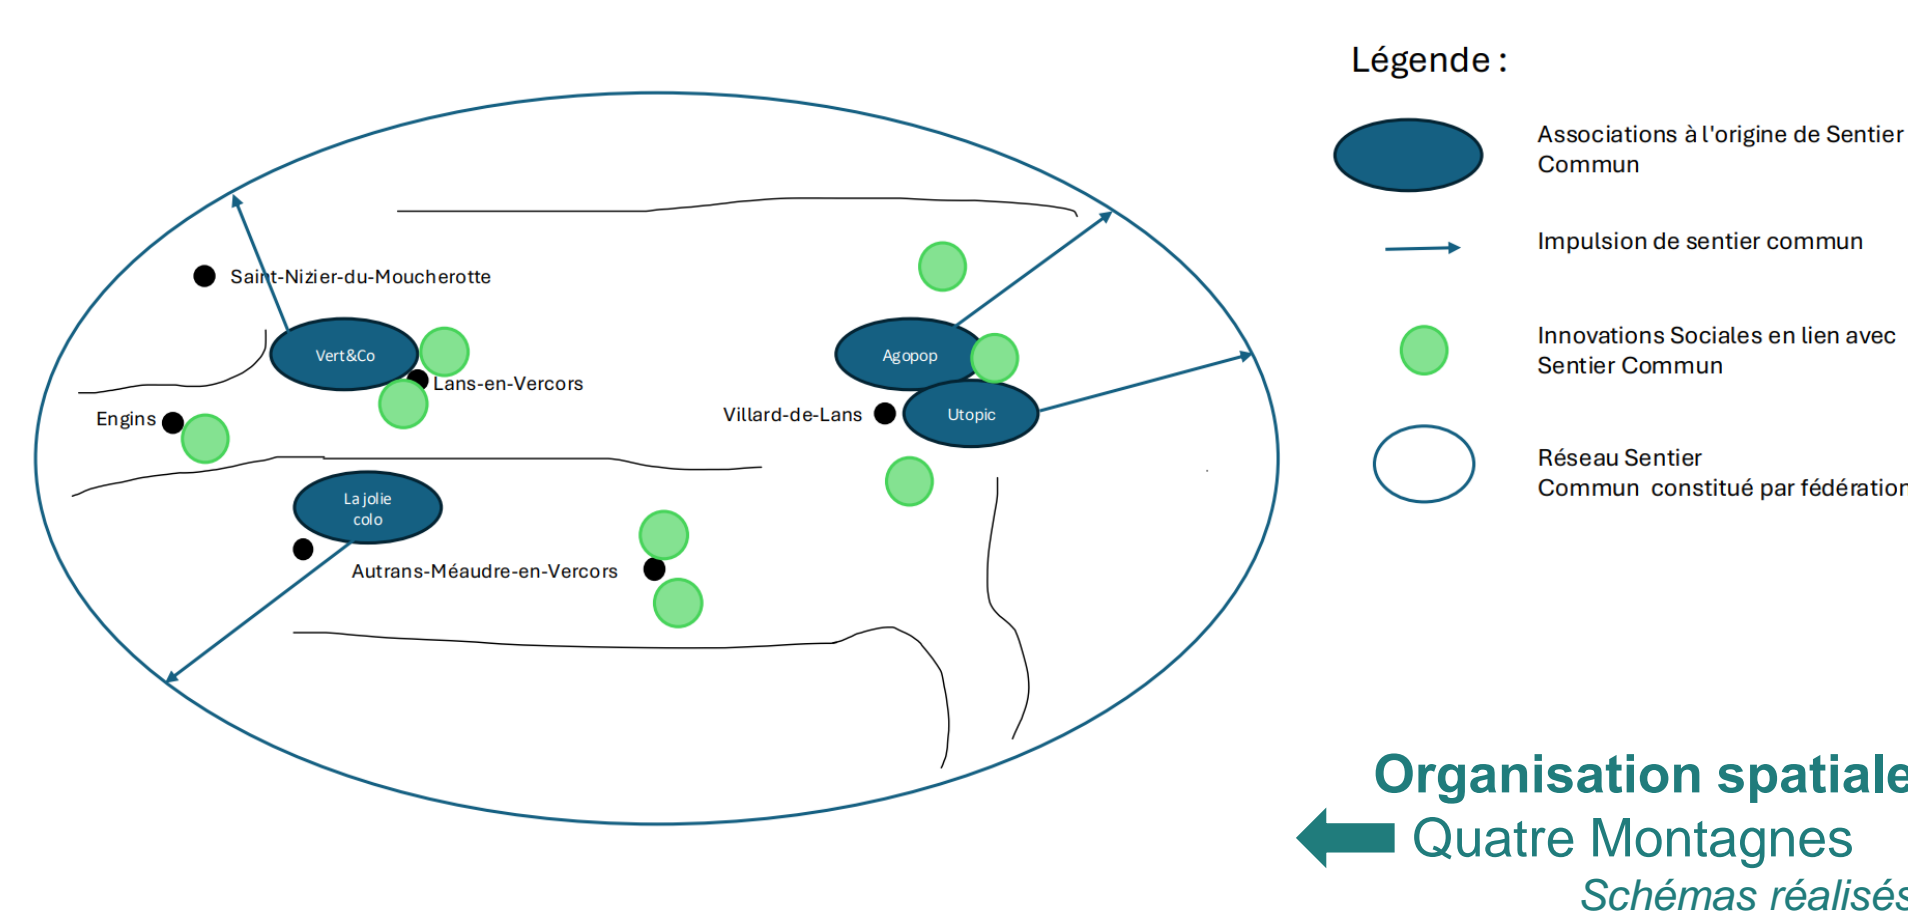 Légende :
Associations à l'origine de Sentier
Commun
Impulsion de sentier commun
Innovations Sociales en lien avec
Sentier Commun
Réseau Sentier
Commun constitué par fédération
Saint-Nizier-du-Moucherotte
Vert&Co
Agopop
Lans-en-Vercors
Engins
Villard-de-Lans
Utopic
La jolie
colo
Autrans-Méaudre-en-Vercors
Organisation spatiale
Quatre Montagnes
Schémas réalisés